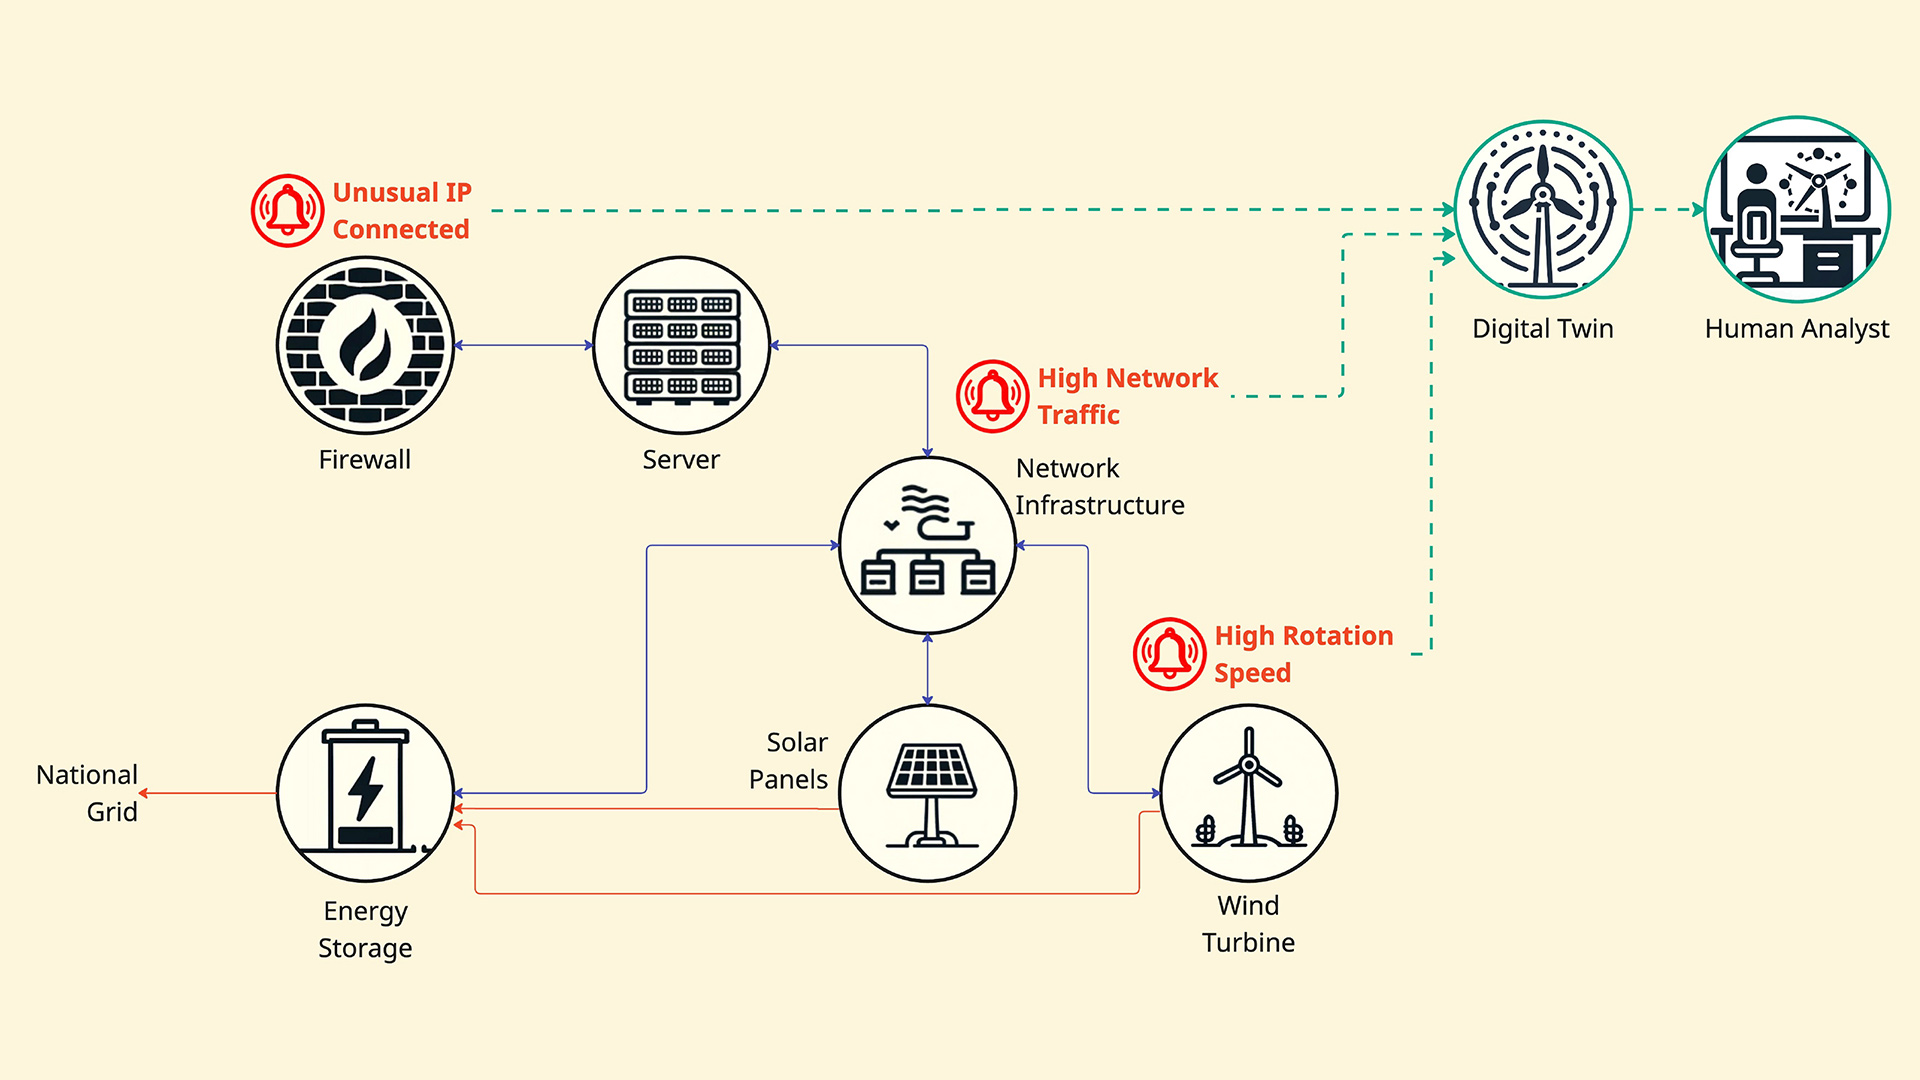 Unusual IP
Connected
Digital Twin
Human Analyst
High Network
Traffic
Firewall
Server
Network
Infrastructure
High Rotation
Speed
Solar
Panels
National
Grid
Energy
Storage
Wind
Turbine